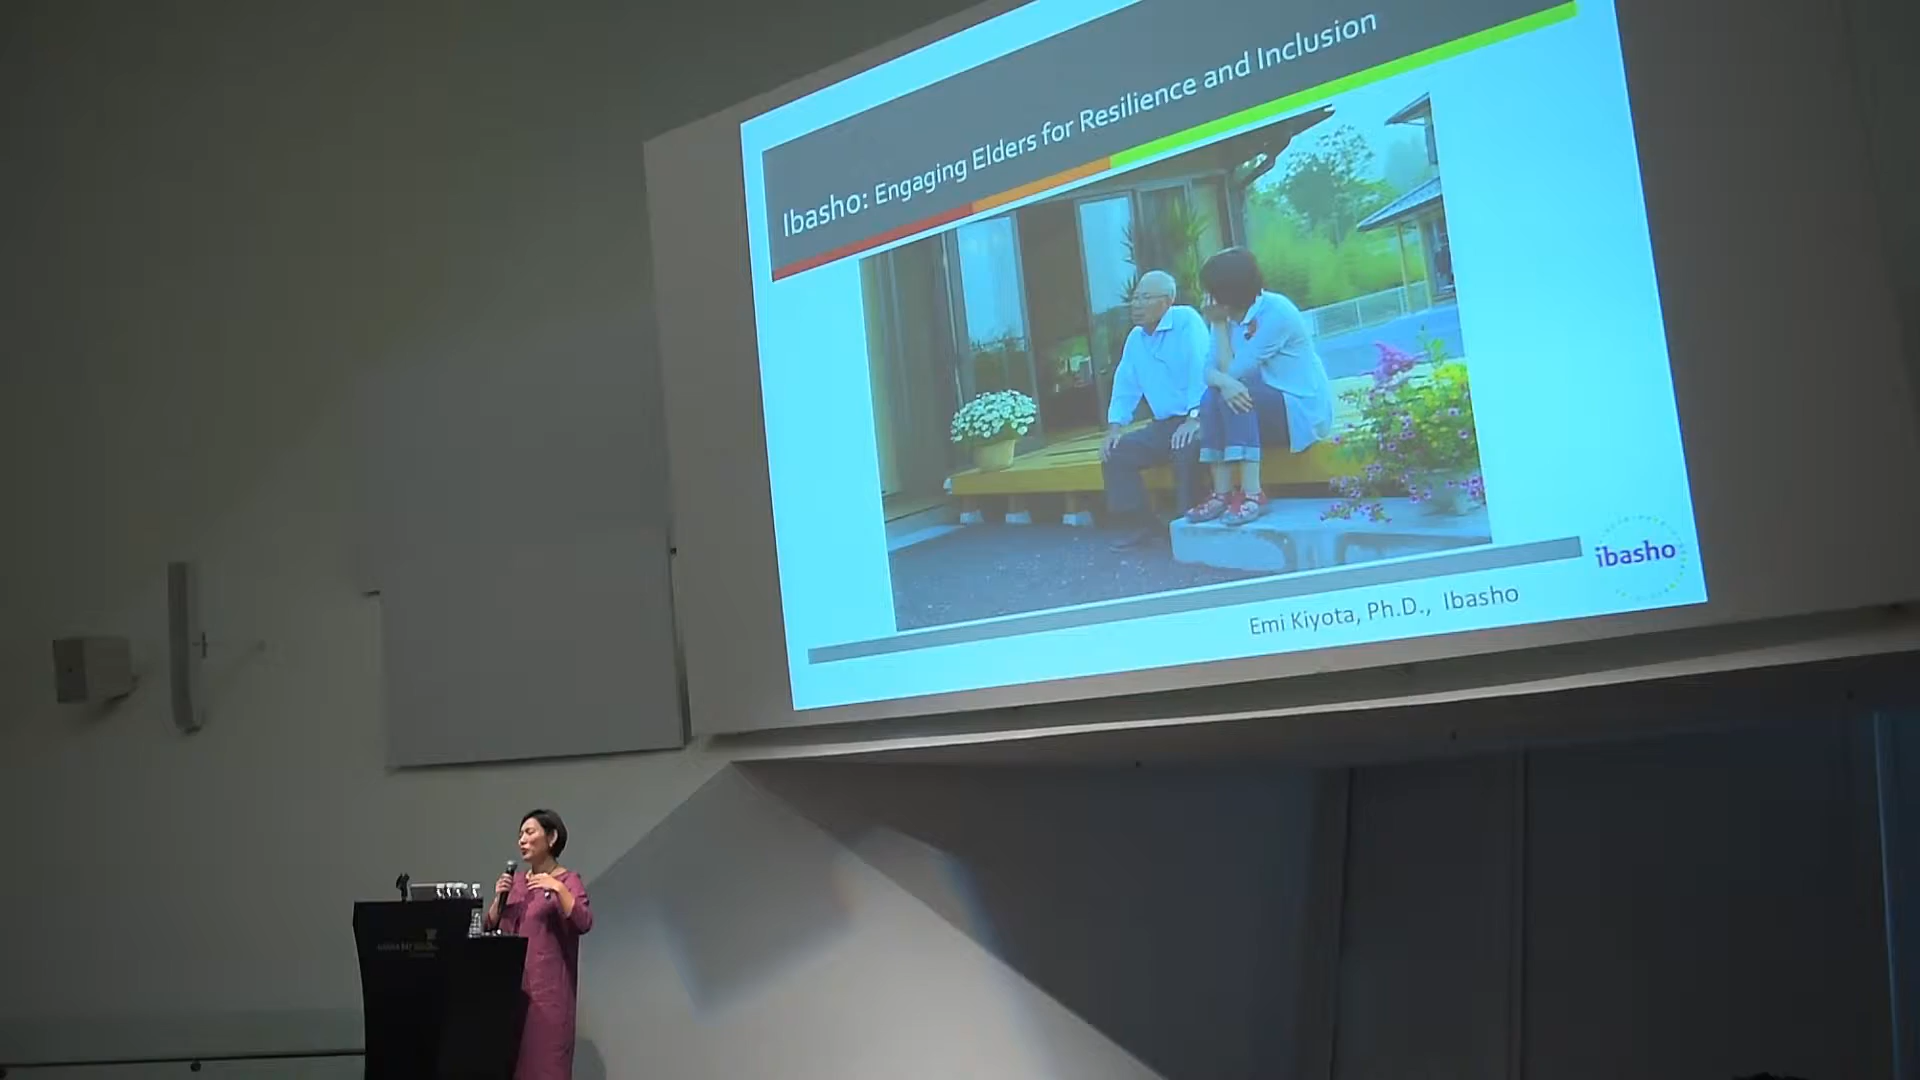 Ibasho: Engaging Elders for Resilience and Inclusion
ibasho
Emi Kiyota, Ph.D., Ibasho